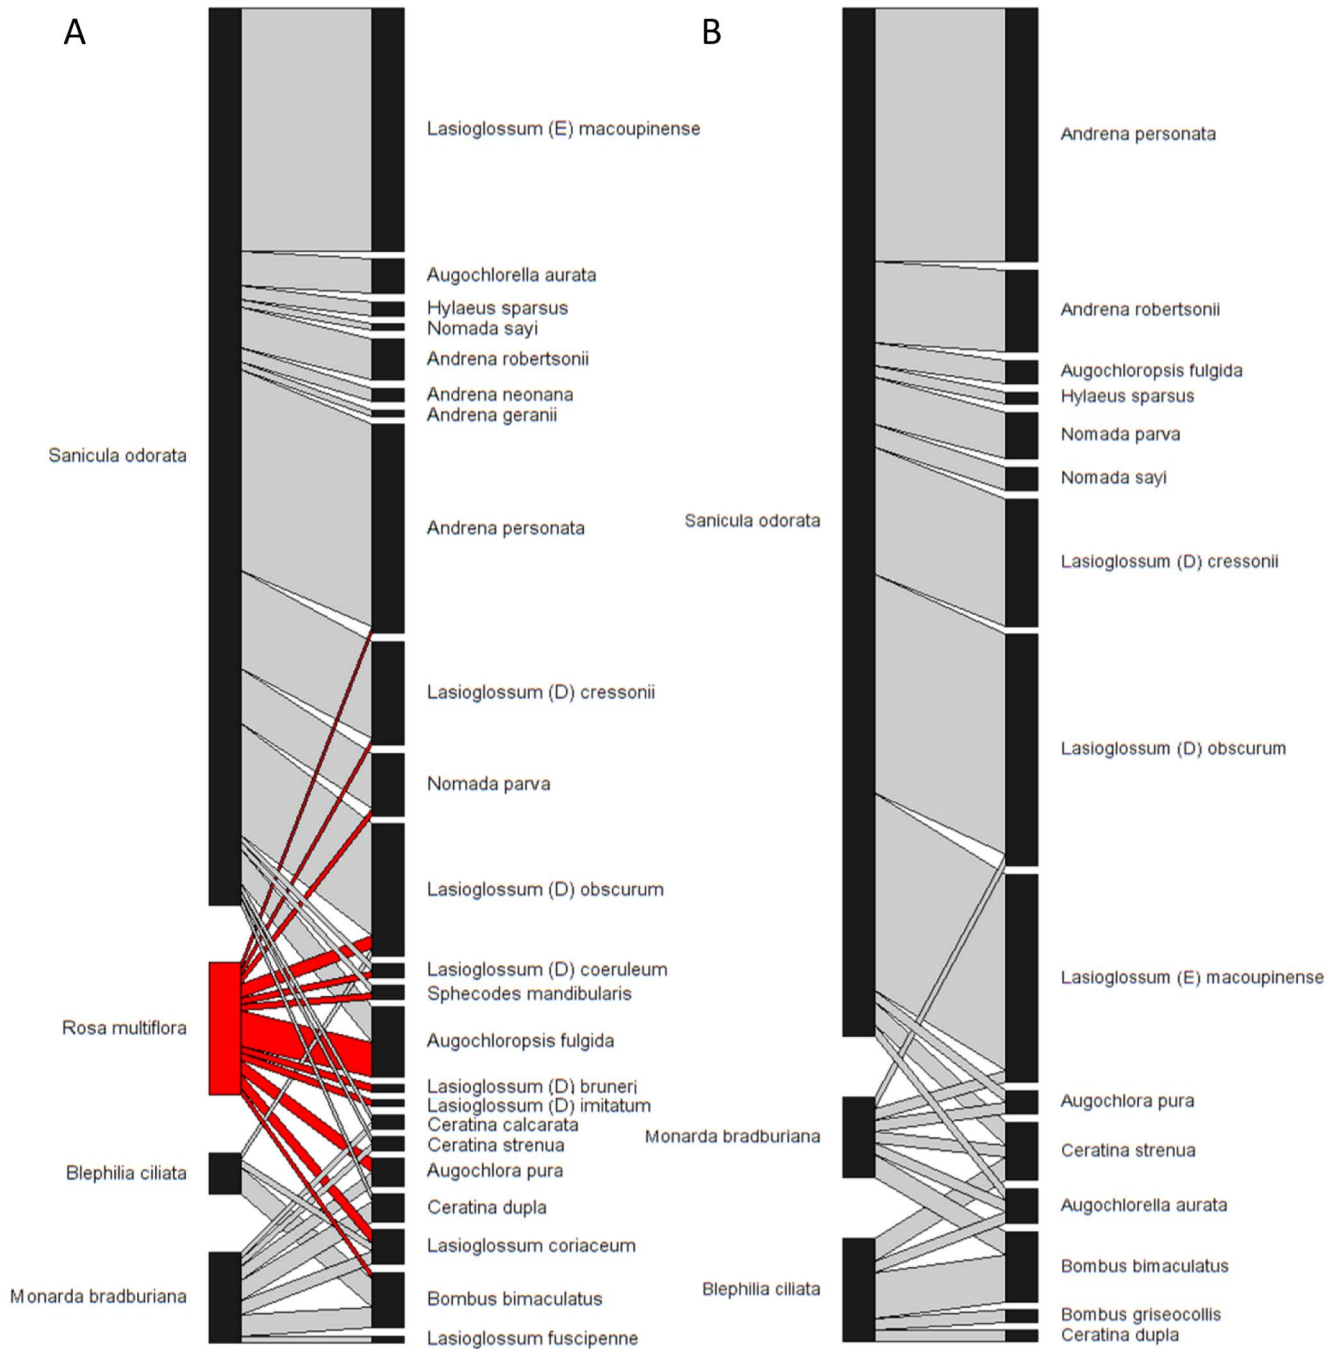 A
Sanicula odorata
Rosa multiflora
Blephilia ciliata
Monarda bradburiana
Lasioglossum (E) macoupinense
Augochlorella aurata
Hylaeus sparsus
Nomada sayi
Andrena robertsonii
Andrena neonana
Andrena geranii
Andrena personata
Lasioglossum (D) cressonii
Nomada parva
Lasioglossum (D) obscurum
Lasioglossum (D) coeruleum
Sphecodes mandibularis
Augochloropsis fulgida
Lasioglossum (D) bruneri
Lasioglossum (D) imitatum
Ceratina calcarata
Ceratina strenua
Augochlora pura
Ceratina dupla
Lasioglossum coriaceum
Bombus bimaculatus
Lasioglossum fuscipenne
B
Sanicula odorata
Monarda bradburiana
Blephilia ciliata
Andrena personata
Andrena robertsonii
Augochloropsis fulgida
Hylaeus sparsus
Nomada parva
Nomada sayi
Lasioglossum (D) cressonii
Lasioglossum (D) obscurum
Lasioglossum (E) macoupinense
Augochlora pura
Ceratina strenua
Augochlorella aurata
Bombus bimaculatus
Bombus griseocollis
Ceratina dupla